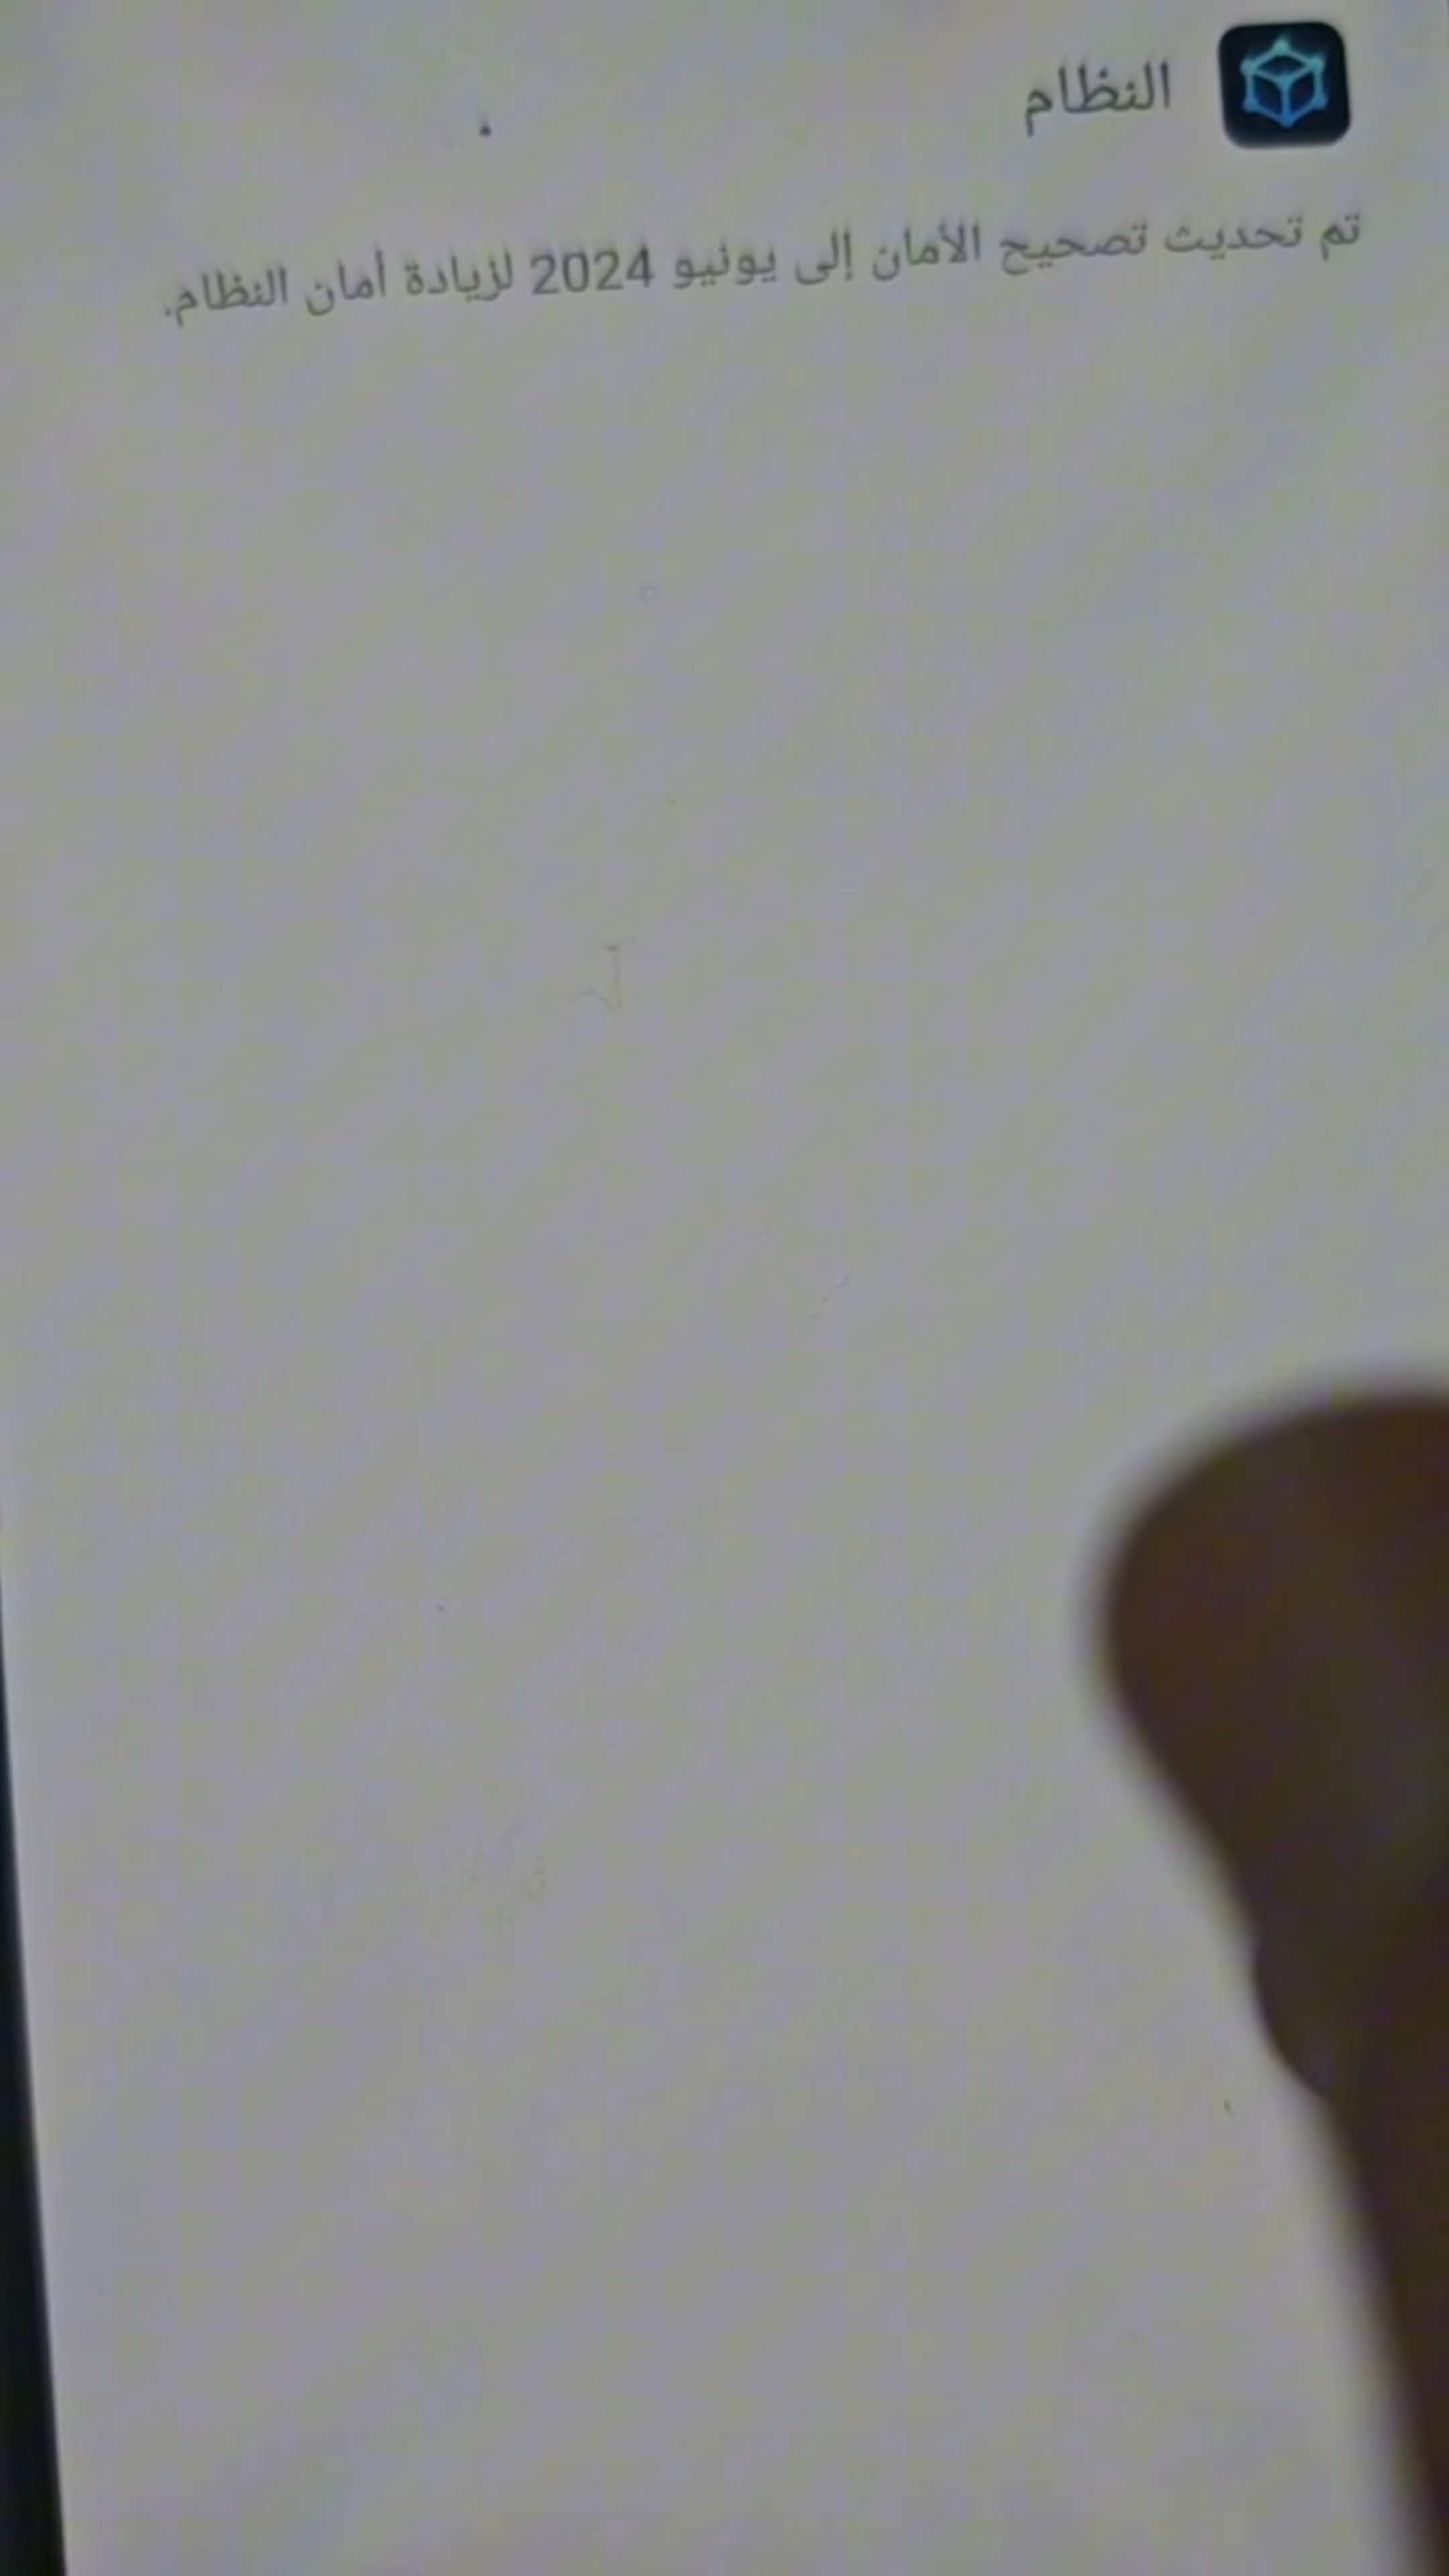 النظام
تم تحديث تصحيح الأمان إلى يونيو 2024 لزيادة أمان النظام.